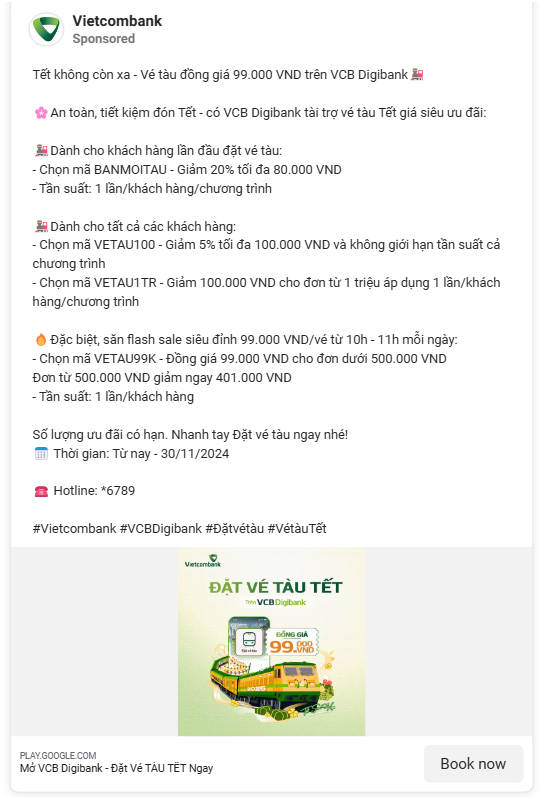 Vietcombank
Sponsored
Tết không còn xa - Vé tàu đồng giá 99.000 VND trên VCB Digibank 🚂
🌸 An toàn, tiết kiệm đón Tết - có VCB Digibank tài trợ vé tàu Tết giá siêu ưu đãi:
🚂 Dành cho khách hàng lần đầu đặt vé tàu:
- Chọn mã BANMOITAU - Giảm 20% tối đa 80.000 VND
- Tần suất: 1 lần/khách hàng/chương trình
🚂 Dành cho tất cả các khách hàng:
- Chọn mã VETAU100 - Giảm 5% tối đa 100.000 VND và không giới hạn tần suất cả
chương trình
- Chọn mã VETAU1TR - Giảm 100.000 VND cho đơn từ 1 triệu áp dụng 1 lần/khách
hàng/chương trình
🔥 Đặc biệt, săn flash sale siêu đỉnh 99.000 VND/vé từ 10h - 11h mỗi ngày:
- Chọn mã VETAU99K - Đồng giá 99.000 VND cho đơn dưới 500.000 VND
Đơn từ 500.000 VND giảm ngay 401.000 VND
- Tần suất: 1 lần/khách hàng
Số lượng ưu đãi có hạn. Nhanh tay Đặt vé tàu ngay nhé!
🗓️ Thời gian: Từ nay - 30/11/2024
☎️ Hotline: *6789
#Vietcombank #VCBDigibank #Đặtvétàu #VétàuTết
Vietcombank
ĐẶT VÉ TÀU TẾT
Trên VCB Digibank
ĐỒNG GIÁ
99.000 VND
2025
PLAY.GOOGLE.COM
Mở VCB Digibank - Đặt Vé TÀU TẾT Ngay
Book now